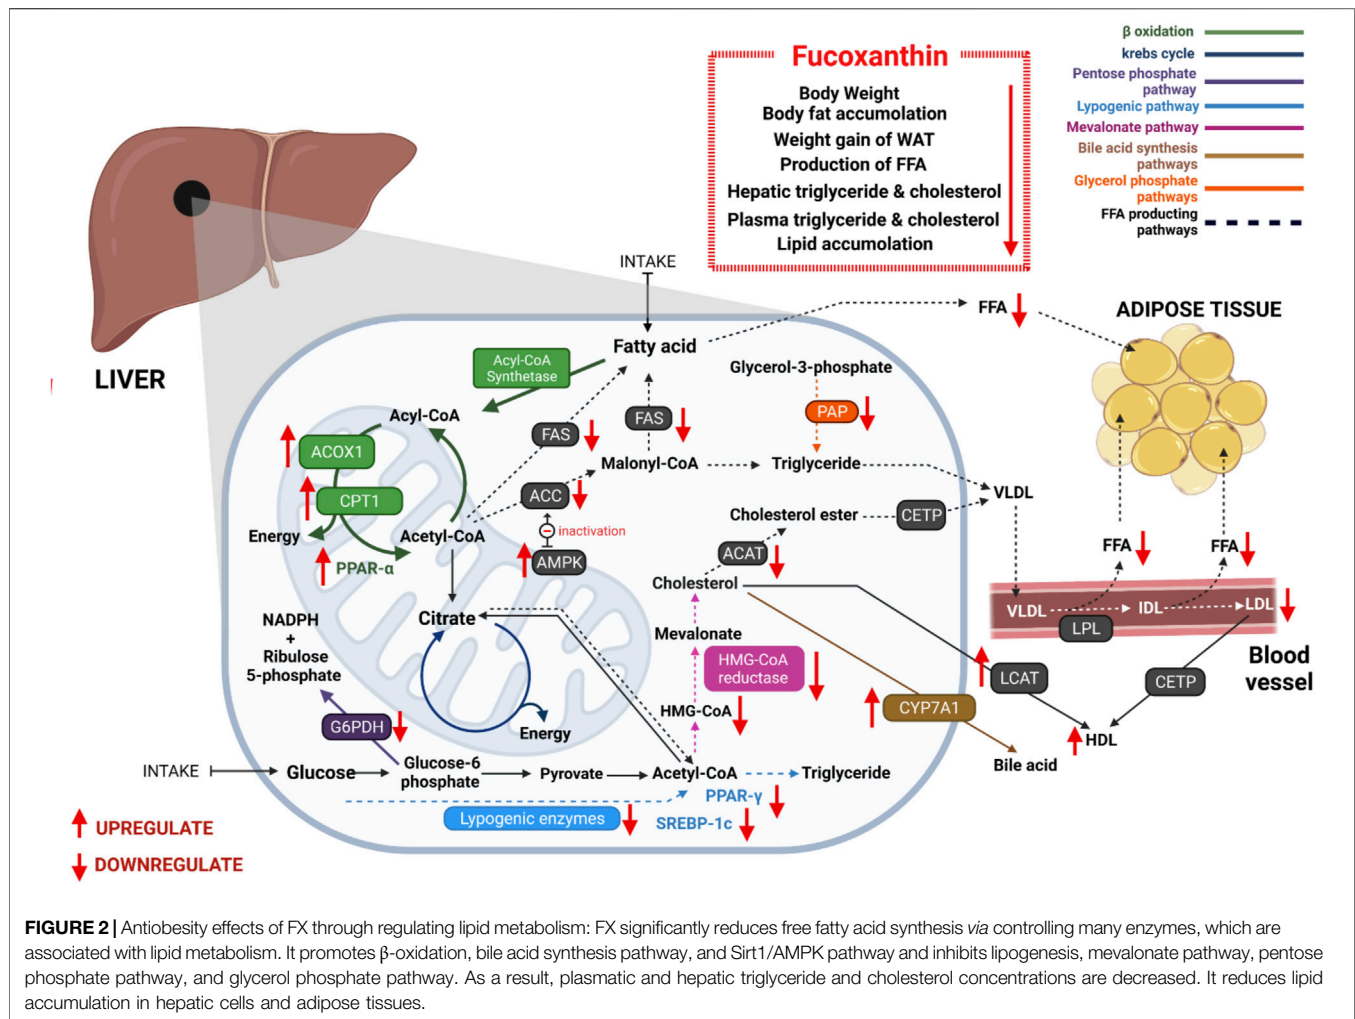 Fucoxanthin
Body Weight
Body fat accumolation
Weight gain of WAT
Production of FFA
Hepatic triglyceride & cholesterol
Plasma triglyceride & cholesterol
Lipid accumolation
β oxidation
krebs cycle
Pentose phosphate
pathway
Lypogenic pathway
Mevalonate pathway
Bile acid synthesis
pathways
Glycerol phosphate
pathways
FFA producting
pathways
LIVER
INTAKE
FFA
ADIPOSE TISSUE
Fatty acid
Acyl-CoA
Synthetase
Glycerol-3-phosphate
PAP
Acyl-CoA
FAS
FAS
ACOX1
Malonyl-CoA
Triglyceride
CPT1
ACC
VLDL
Energy
Acetyl-CoA
inactivation
Cholesterol ester
CETP
PPAR-α
AMPK
ACAT
FFA
FFA
Cholesterol
NADPH
+
Ribulose
5-phosphate
Citrate
Mevalonate
VLDL
IDL
LDL
LPL
HMG-CoA
reductase
LCAT
CETP
Blood
vessel
G6PDH
HMG-CoA
CYP7A1
Energy
HDL
Bile acid
INTAKE
Glucose
Glucose-6
phosphate
Pyrovate
Acetyl-CoA
Triglyceride
PPAR-γ
Lypogenic enzymes
SREBP-1c
UPREGULATE
DOWNREGULATE
FIGURE 2 | Antiobesity effects of FX through regulating lipid metabolism: FX significantly reduces free fatty acid synthesis via controlling many enzymes, which are
associated with lipid metabolism. It promotes β-oxidation, bile acid synthesis pathway, and Sirt1/AMPK pathway and inhibits lipogenesis, mevalonate pathway, pentose
phosphate pathway, and glycerol phosphate pathway. As a result, plasmatic and hepatic triglyceride and cholesterol concentrations are decreased. It reduces lipid
accumulation in hepatic cells and adipose tissues.